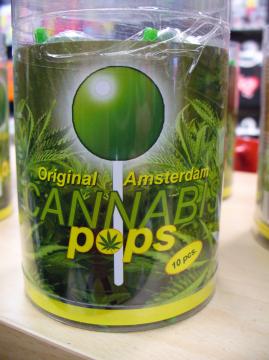 Original Amsterdam
CANNABIS
pops
10 pcs.